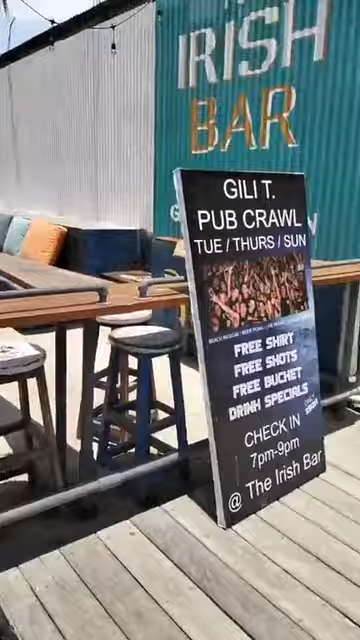 IRISH
BAR
GILI T.
PUB CRAWL
TUE / THURS / SUN
FREE SHIRT
FREE SHOTS
FREE BUCKET
DRINK SPECIALS
CHECK IN
7pm-9pm
@ The Irish Bar